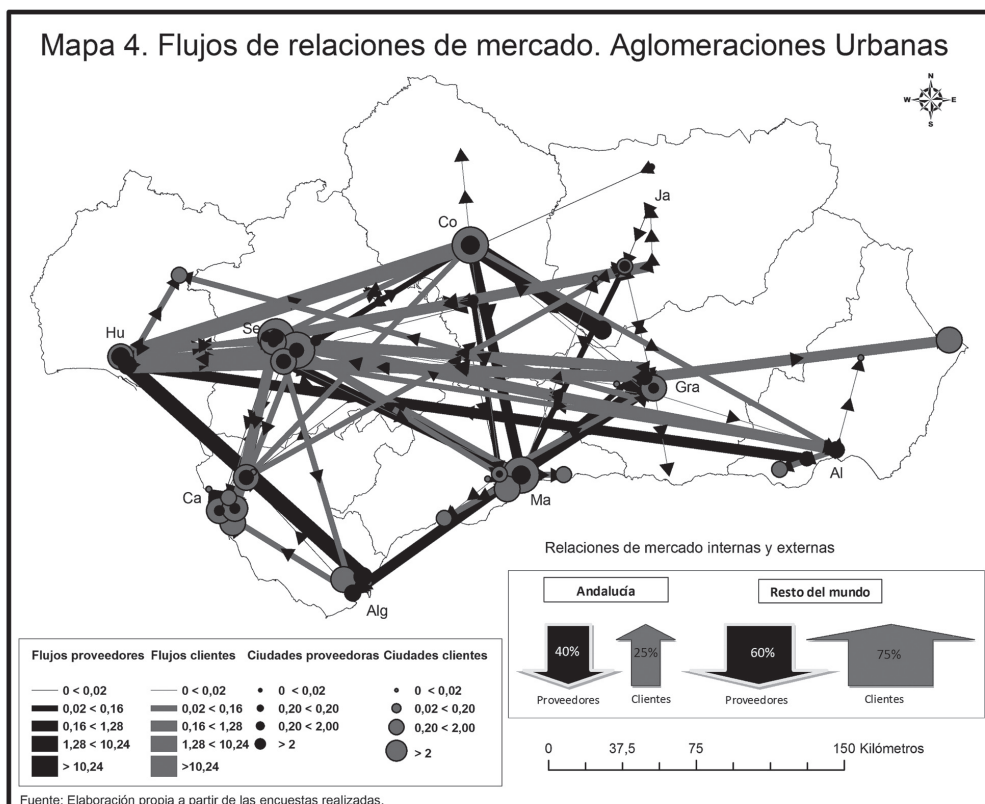 Mapa 4. Flujos de relaciones de mercado. Aglomeraciones Urbanas
N
W E
S
Co
Ja
Hu
Se
Gra
Ca
Ma
Al
Alg
Relaciones de mercado internas y externas
Andalucía Resto del mundo
40% 25% 60% 75%
Proveedores Clientes Proveedores Clientes
Flujos proveedores Flujos clientes Ciudades proveedoras Ciudades clientes
0 < 0,02 0 < 0,02 0 < 0,02 0 < 0,02
0,02 < 0,16 0,02 < 0,16 0,20 < 0,20 0,02 < 0,20
0,16 < 1,28 0,16 < 1,28 0,20 < 2,00 0,20 < 2,00
1,28 < 10,24 1,28 < 10,24 > 2 > 2
> 10,24 >10,24
0 37,5 75 150 Kilómetros
Fuente: Elaboración propia a partir de las encuestas realizadas.